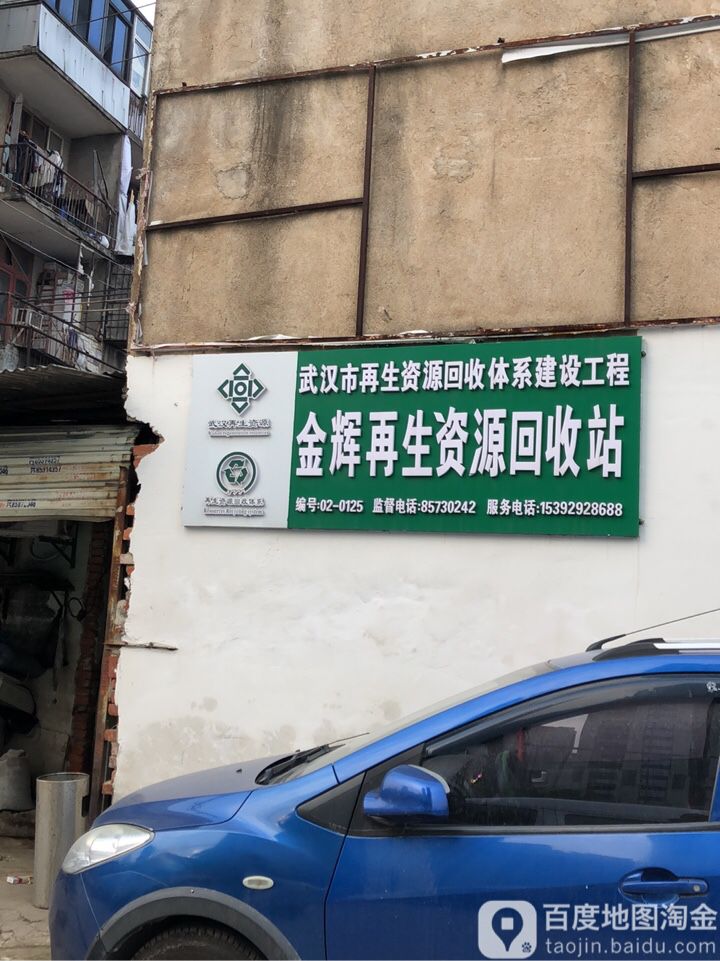 武汉市再生资源回收体系建设工程
金辉再生资源回收站
编号:02-0125 监督电话:85730242 服务电话:15392928688
武汉再生资源
再生资源回收体系
百度地图淘金
taojin.baidu.com